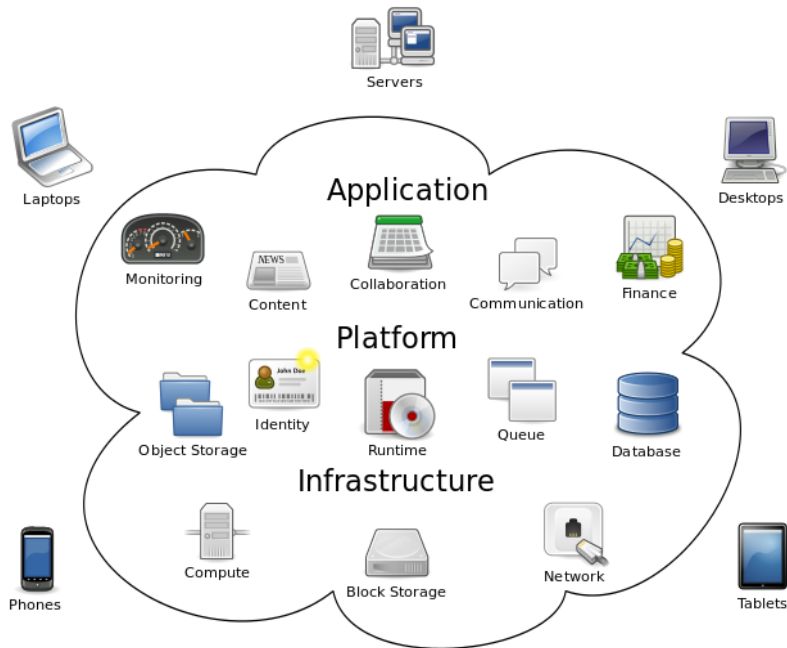 Servers
Laptops
Desktops
Application
Monitoring
NEWS
Content
Collaboration
Communication
Finance
Platform
John Doe
Object Storage
Identity
Runtime
Queue
Database
Infrastructure
Compute
Block Storage
Network
Phones
Tablets